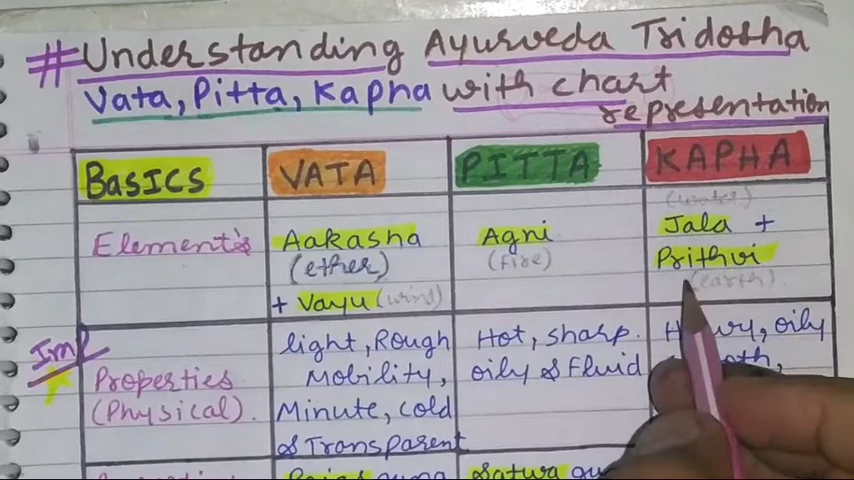 # Understanding Ayurveda Tridosha
Vata, Pitta, Kapha with chart
representation
BASICS VATA PITTA KAPHA
(water)
Element's Aakasha Agni Jala +
(ether) (fire) Prithvi
+ Vayu (wind) (earth).
Imp light, Rough Hot, sharp. oily
Properties Mobility, oily & Fluid
(Physical). Minute, cold
& Transparent